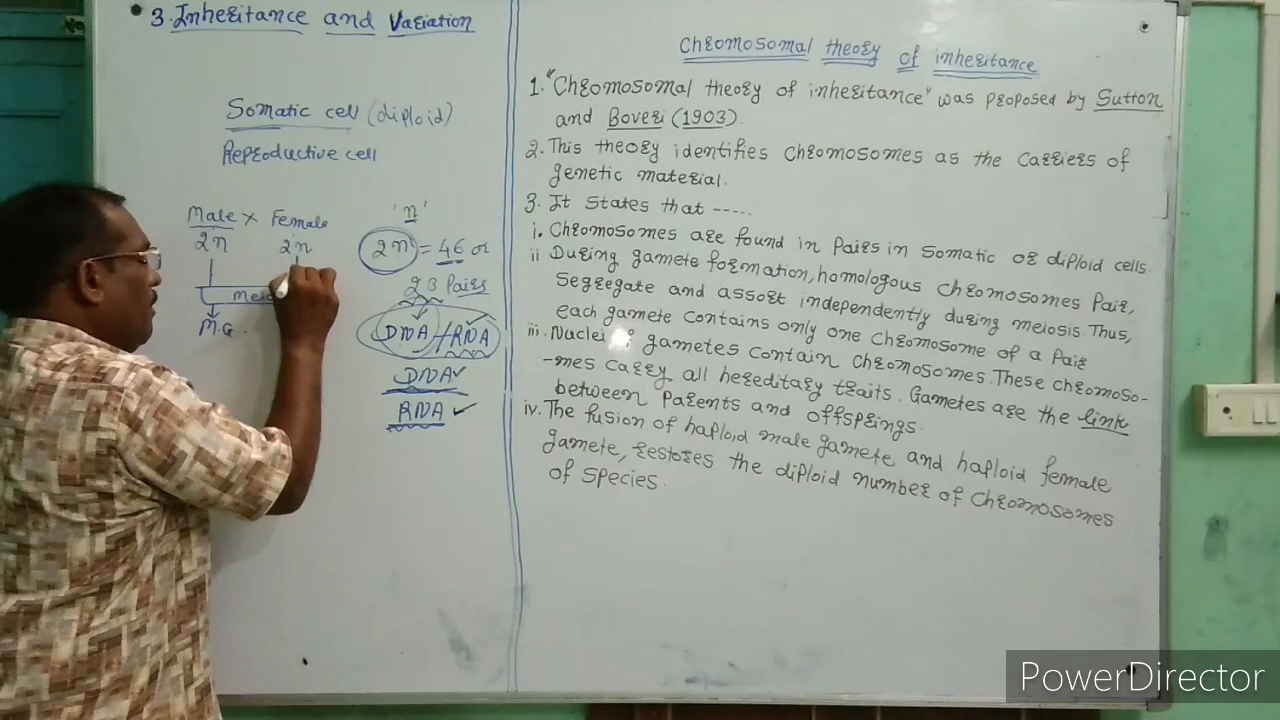 3. Inheritance and Variation
Somatic cell (diploid)
Reproductive cell
Male × Female
2n 2n
Meio
M.G.
'n'
2n = 46 or
23 Pairs
DNA / RNA
DNA ✓
RNA ✓
Chromosomal theory of inheritance
1. "Chromosomal theory of inheritance" was proposed by Sutton
and Boveri (1903).
2. This theory identifies chromosomes as the carriers of
genetic material.
3. It states that -----
i. Chromosomes are found in pairs in somatic or diploid cells.
ii During gamete formation, homologous chromosomes pair,
segregate and assort independently during meiosis. Thus,
each gamete contains only one chromosome of a pair
iii. Nuclei of gametes contain chromosomes. These chromoso-
-mes carry all hereditary traits. Gametes are the link
between parents and offsprings.
iv. The fusion of haploid male gamete and haploid female
gamete, restores the diploid number of chromosomes
of species.
PowerDirector